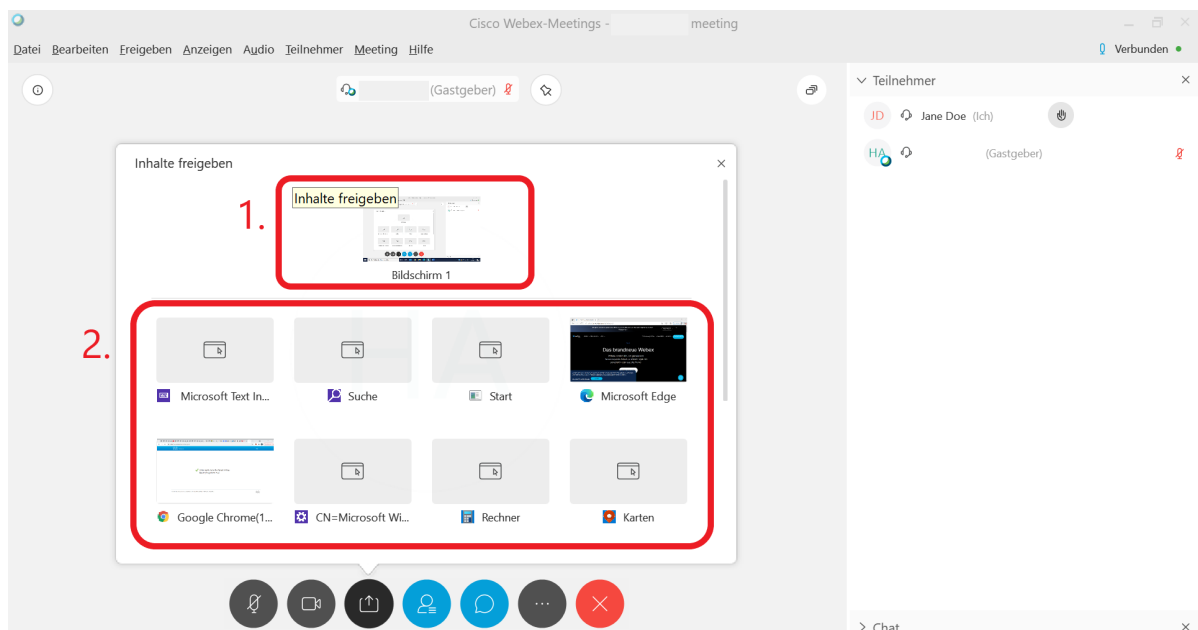 Cisco Webex-Meetings - meeting
Datei Bearbeiten Freigeben Anzeigen Audio Teilnehmer Meeting Hilfe Verbunden
(Gastgeber)
Teilnehmer
JD Jane Doe (Ich)
HA (Gastgeber)
Inhalte freigeben
1.
Inhalte freigeben
Bildschirm 1
2.
Das brandneue Webex
Microsoft Text In... Suche Start Microsoft Edge
Google Chrome(1... CN=Microsoft Wi... Rechner Karten
Chat